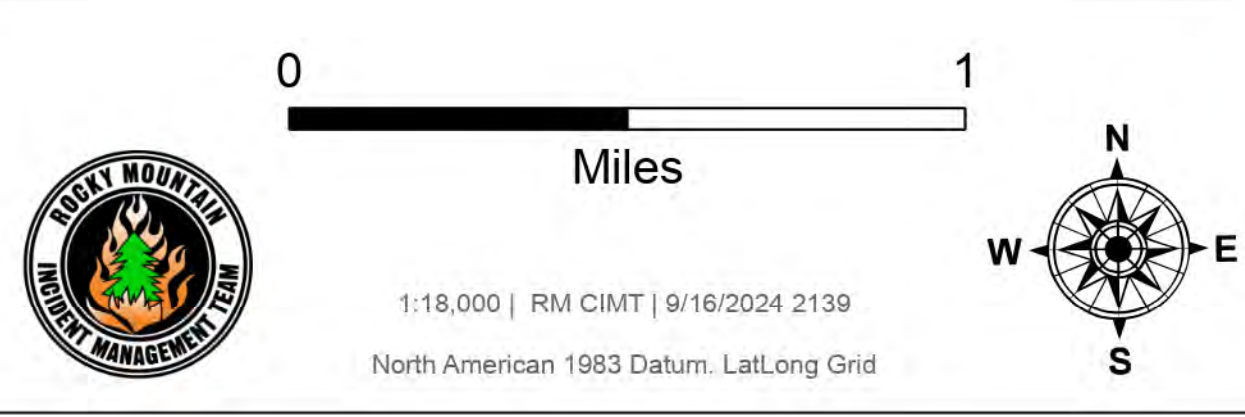 0 1
Miles
ROCKY MOUNTAIN
INCIDENT MANAGEMENT TEAM
N
W E
S
1:18,000 | RM CIMT | 9/16/2024 2139
North American 1983 Datum. LatLong Grid